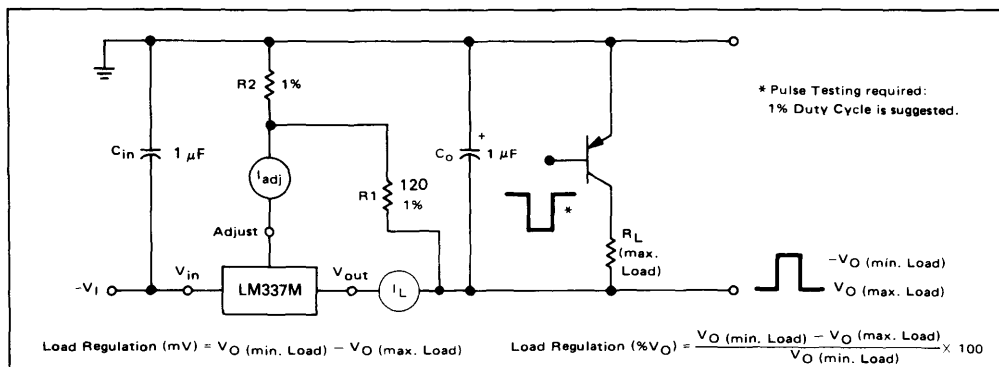 R2
1%
* Pulse Testing required:
1% Duty Cycle is suggested.
Cin
1 μF
Iadj
R1
120
1%
Co
+
1 μF
*
Adjust
RL
(max.
Load)
-VI
Vin
LM337M
Vout
IL
-VO (min. Load)
VO (max. Load)
Load Regulation (mV) = VO (min. Load) - VO (max. Load)
Load Regulation (%VO) = VO (min. Load) - VO (max. Load) / VO (min. Load) × 100